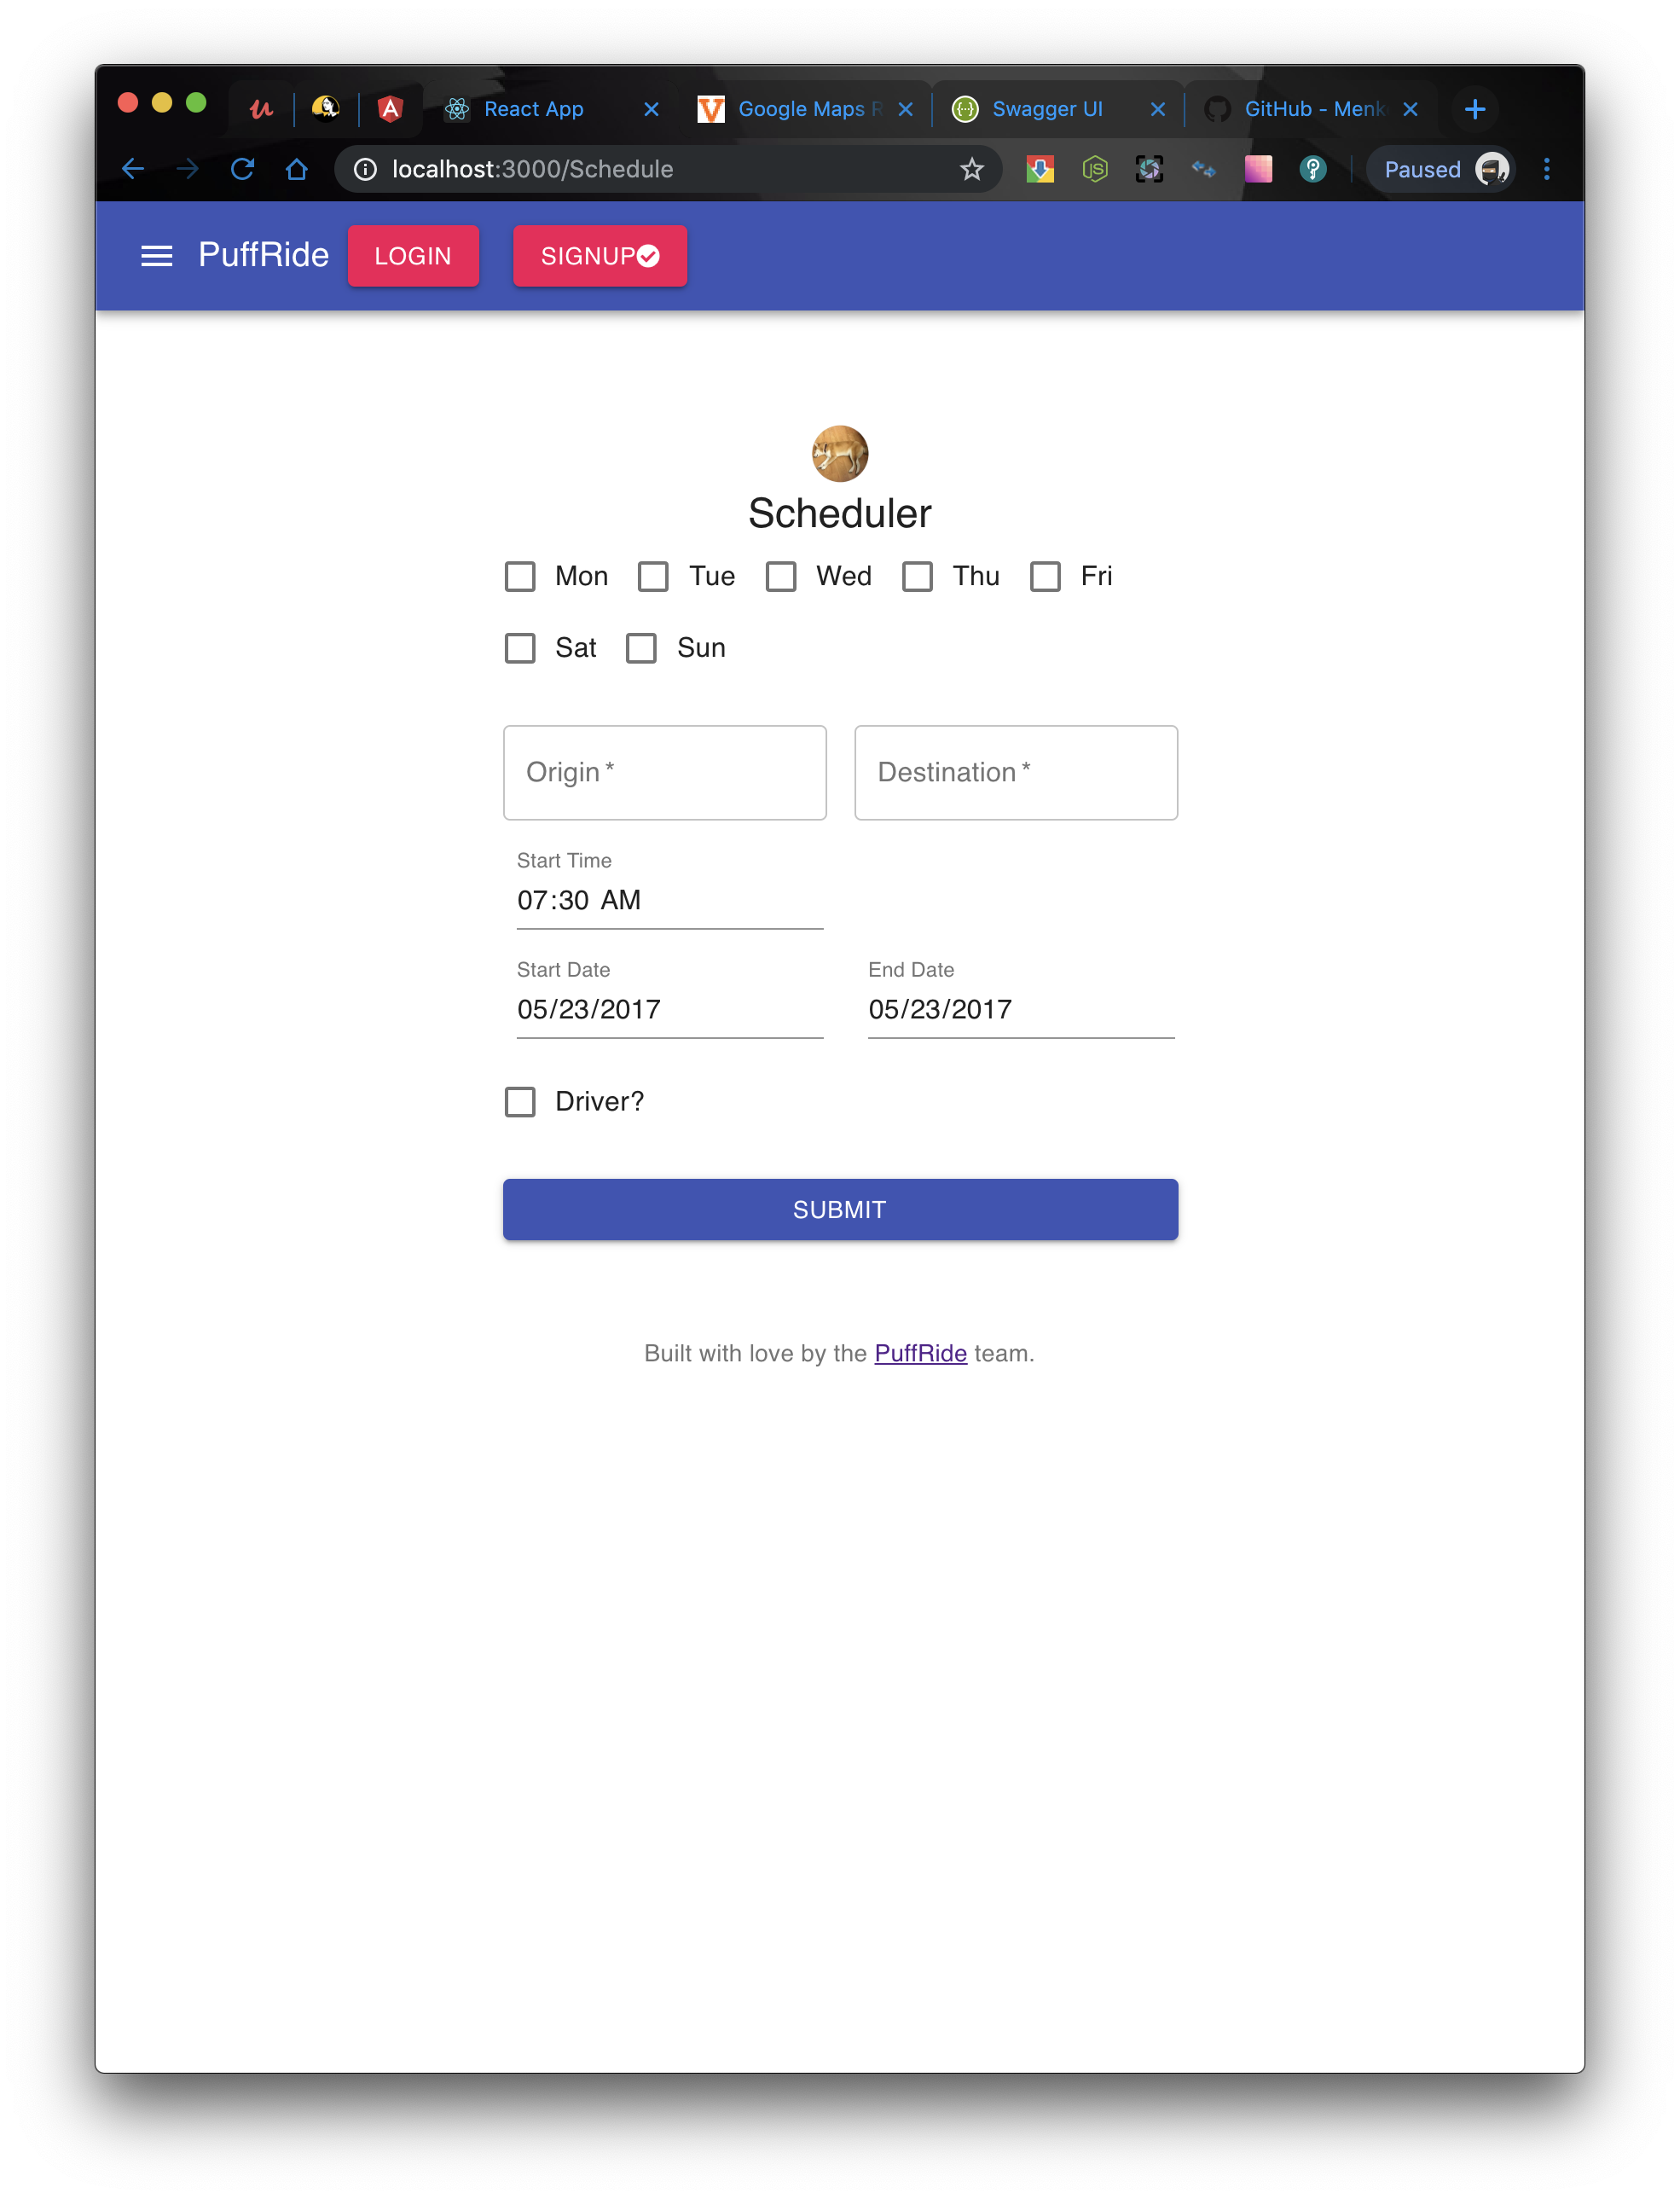 React App Google Maps R Swagger UI GitHub - Menk
localhost:3000/Schedule Paused
PuffRide LOGIN SIGNUP
Scheduler
Mon Tue Wed Thu Fri
Sat Sun
Origin * Destination *
Start Time
07:30 AM
Start Date End Date
05/23/2017 05/23/2017
Driver?
SUBMIT
Built with love by the PuffRide team.